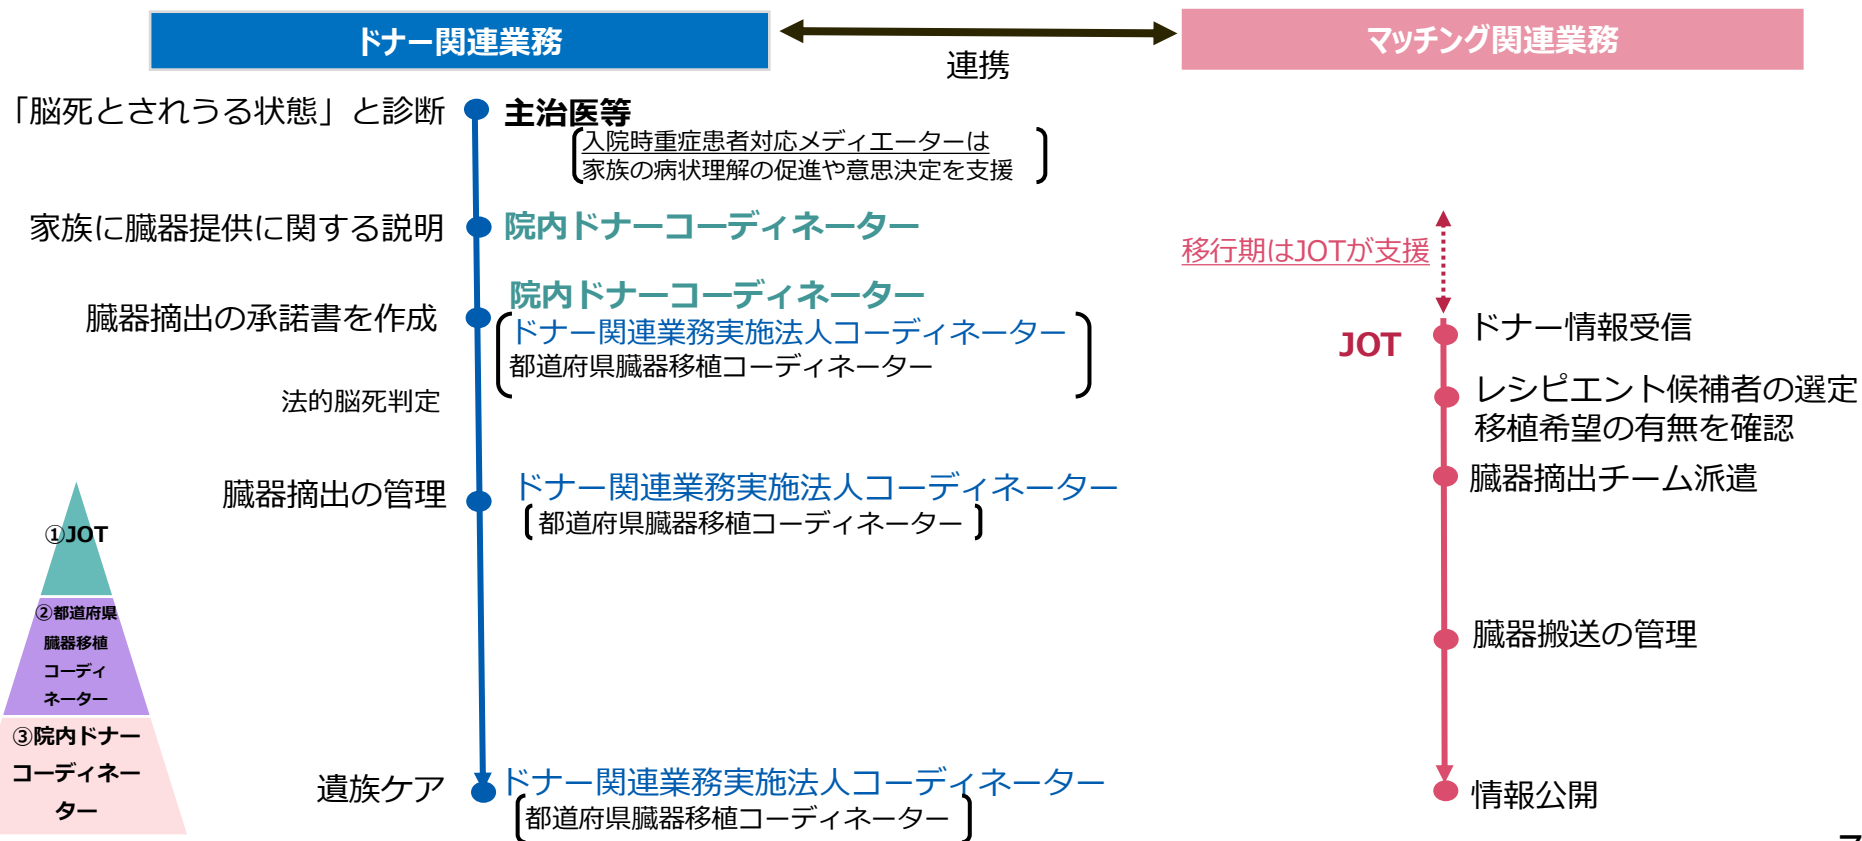 ドナー関連業務
連携
マッチング関連業務
「脳死とされうる状態」と診断
主治医等
入院時重症患者対応メディエーターは
家族の病状理解の促進や意思決定を支援
家族に臓器提供に関する説明
院内ドナーコーディネーター
臓器摘出の承諾書を作成
院内ドナーコーディネーター
ドナー関連業務実施法人コーディネーター
都道府県臓器移植コーディネーター
法的脳死判定
臓器摘出の管理
ドナー関連業務実施法人コーディネーター
都道府県臓器移植コーディネーター
遺族ケア
ドナー関連業務実施法人コーディネーター
都道府県臓器移植コーディネーター
①JOT
②都道府県
臓器移植
コーディ
ネーター
③院内ドナー
コーディネー
ター
移行期はJOTが支援
JOT
ドナー情報受信
レシピエント候補者の選定
移植希望の有無を確認
臓器摘出チーム派遣
臓器搬送の管理
情報公開